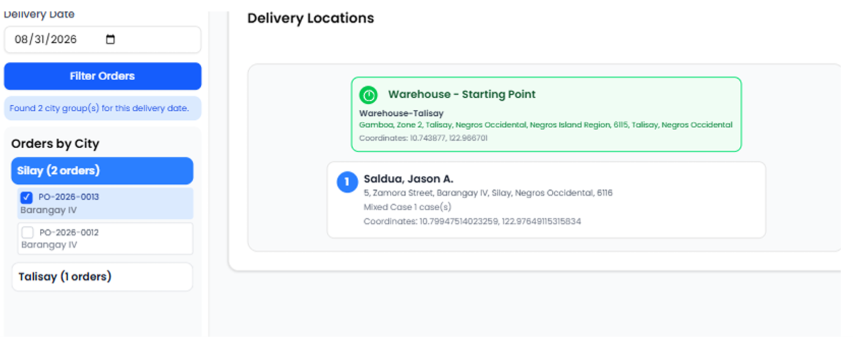 Delivery Date
08/31/2026
Filter Orders
Found 2 city group(s) for this delivery date.
Orders by City
Silay (2 orders)
PO-2026-0013
Barangay IV
PO-2026-0012
Barangay IV
Talisay (1 orders)
Delivery Locations
Warehouse - Starting Point
Warehouse-Talisay
Gamboa, Zone 2, Talisay, Negros Occidental, Negros Island Region, 6115, Talisay, Negros Occidental
Coordinates: 10.743877, 122.966701
1
Saldua, Jason A.
5, Zamora Street, Barangay IV, Silay, Negros Occidental, 6116
Mixed Case 1 case(s)
Coordinates: 10.79947514023259, 122.97649115315834